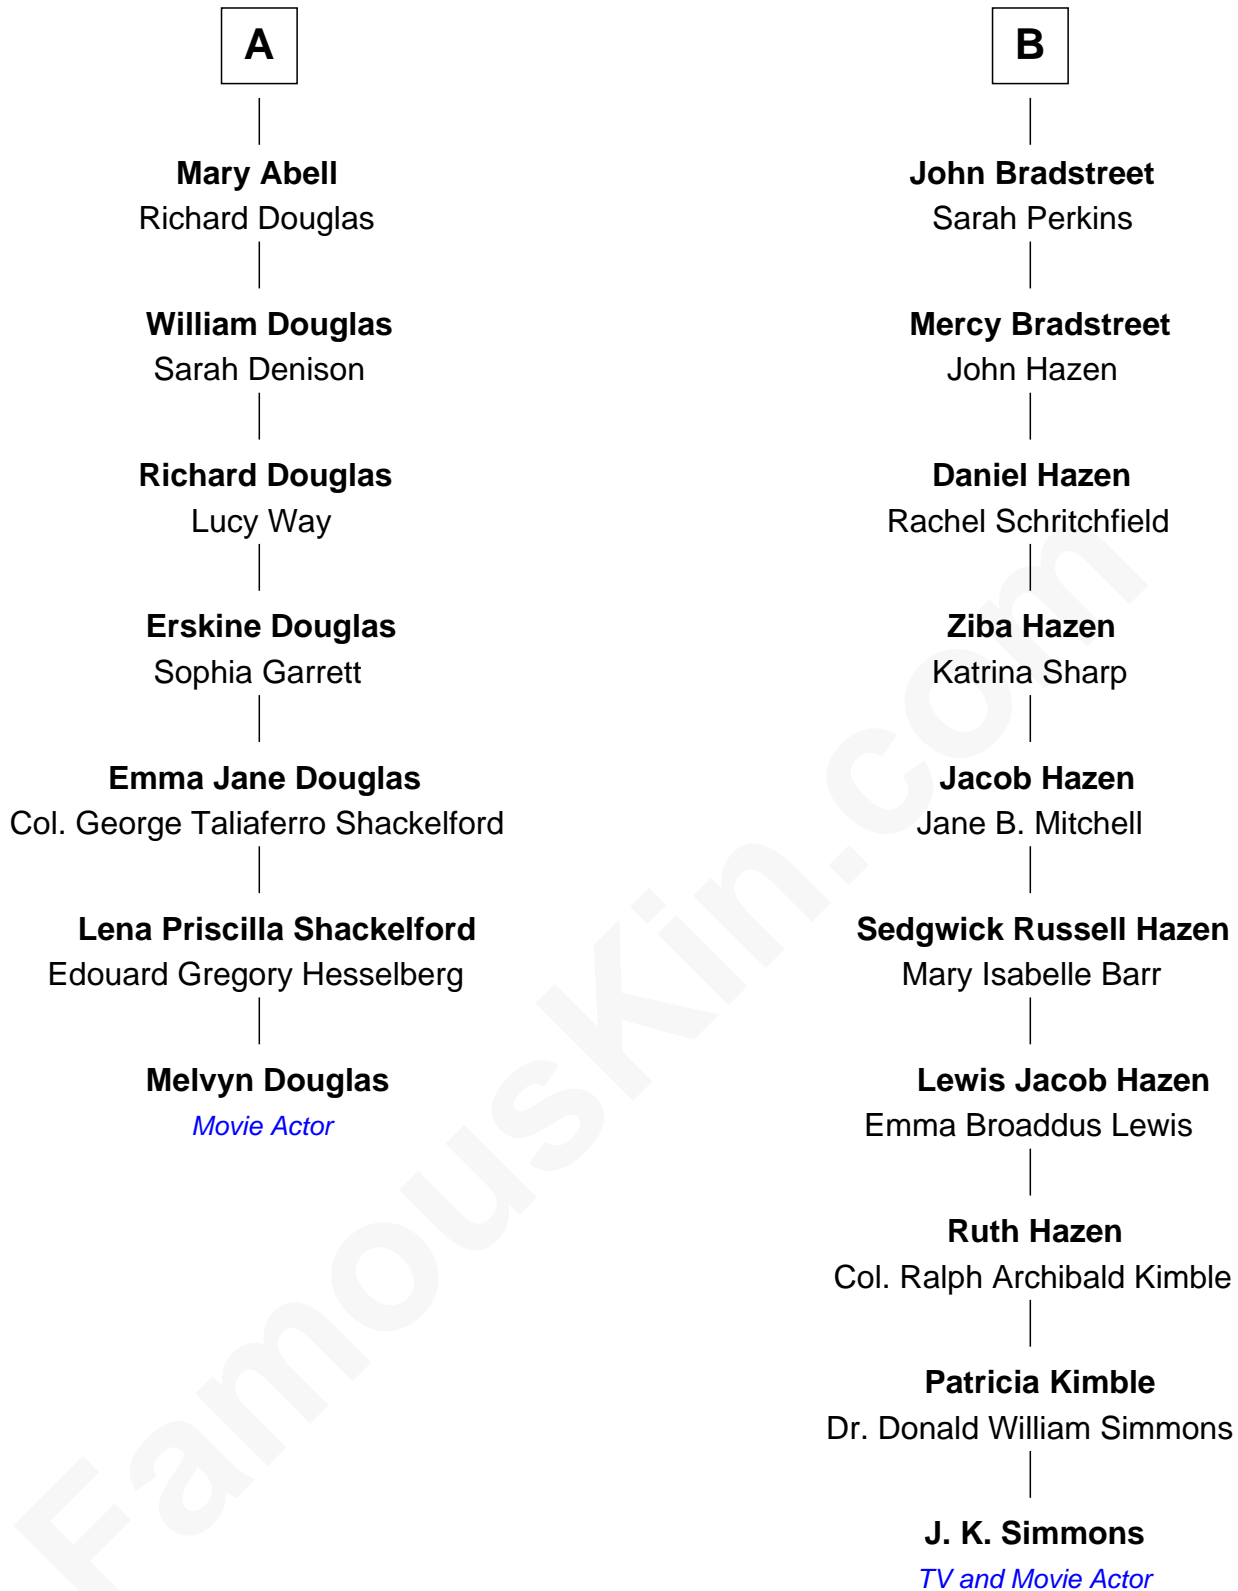 A
Mary Abell
Richard Douglas
William Douglas
Sarah Denison
Richard Douglas
Lucy Way
Erskine Douglas
Sophia Garrett
Emma Jane Douglas
Col. George Taliaferro Shackelford
Lena Priscilla Shackelford
Edouard Gregory Hesselberg
Melvyn Douglas
Movie Actor
B
John Bradstreet
Sarah Perkins
Mercy Bradstreet
John Hazen
Daniel Hazen
Rachel Schritchfield
Ziba Hazen
Katrina Sharp
Jacob Hazen
Jane B. Mitchell
Sedgwick Russell Hazen
Mary Isabelle Barr
Lewis Jacob Hazen
Emma Broaddus Lewis
Ruth Hazen
Col. Ralph Archibald Kimble
Patricia Kimble
Dr. Donald William Simmons
J. K. Simmons
TV and Movie Actor
FamousKin.com